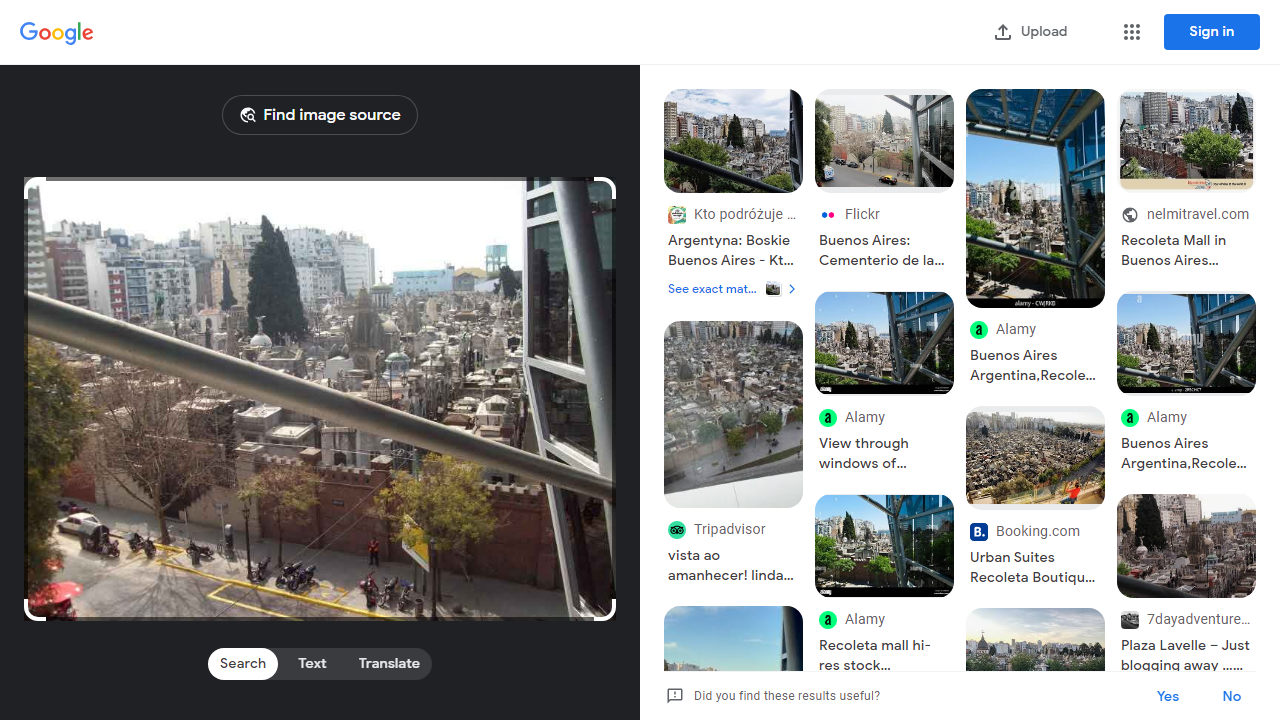 Google
Upload
Sign in
Find image source
Search
Text
Translate
Kto podróżuje ...
Argentyna: Boskie
Buenos Aires - Kt...
See exact mat...
Tripadvisor
vista ao
amanhecer! linda...
Flickr
Buenos Aires:
Cementerio de la...
a Alamy
View through
windows of...
a Alamy
Recoleta mall hi-
res stock...
alamy - CWJRKB
a Alamy
Buenos Aires
Argentina,Recole...
B. Booking.com
Urban Suites
Recoleta Boutiqu...
nelmitravel.com
Recoleta Mall in
Buenos Aires...
a Alamy
Buenos Aires
Argentina,Recole...
7dayadventure...
Plaza Lavelle – Just
blogging away ......
Did you find these results useful?
Yes
No